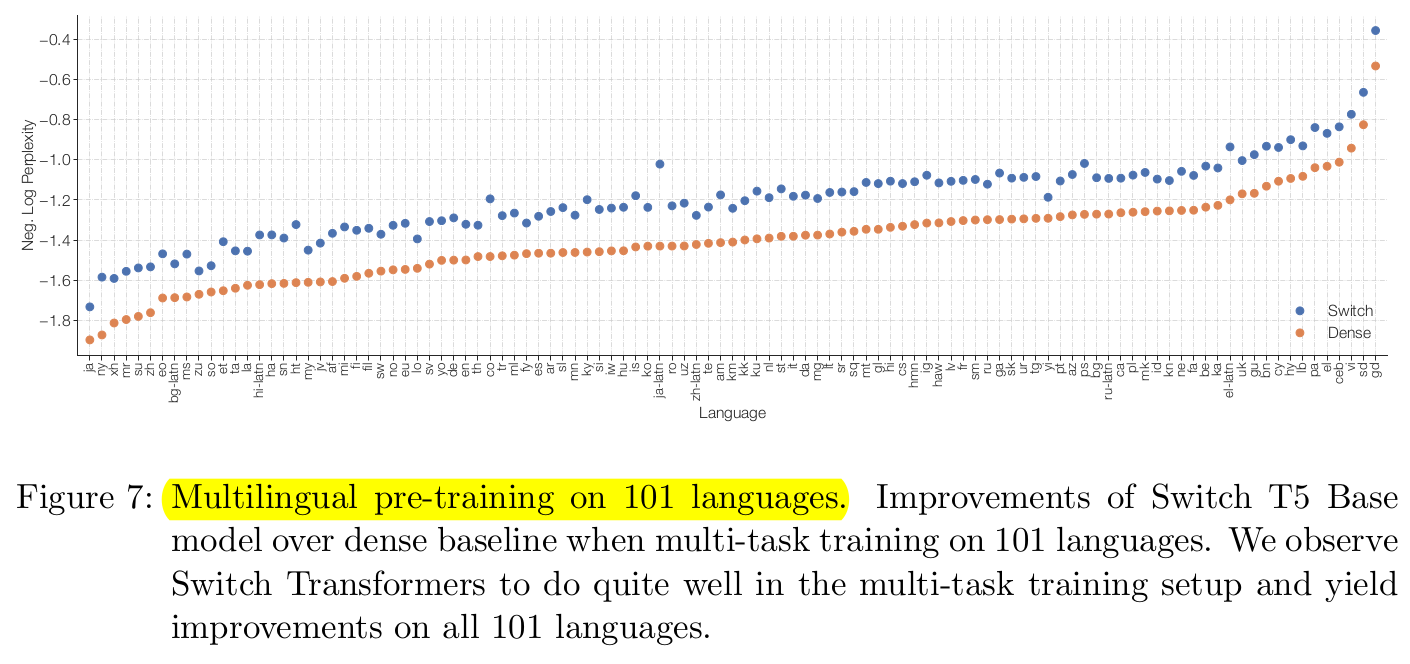 −0.4
−0.6
−0.8
−1.0
−1.2
−1.4
−1.6
−1.8
Neg. Log Perplexity
Switch
Dense
ja ny xh mr su zh eo bg-latn ms zu so et ta la hi-latn ha sn ht my jv af mi fi fil sw no eu lo sv yo de en th co tr ml fy es ar sl mn ky si iw hu is ko ja-latn ro uz zh-latn te am km kk ku nl st it da mg lt sr sq mt gl hi cs hmn ig haw lv fr sm ru ga sk ur tg yi pt az ps bg ru-latn ca pl mk id kn ne fa be ka el-latn uk gu bn cy hy lb pa el ceb vi sd gd
Language
Figure 7: Multilingual pre-training on 101 languages. Improvements of Switch T5 Base
model over dense baseline when multi-task training on 101 languages. We observe
Switch Transformers to do quite well in the multi-task training setup and yield
improvements on all 101 languages.